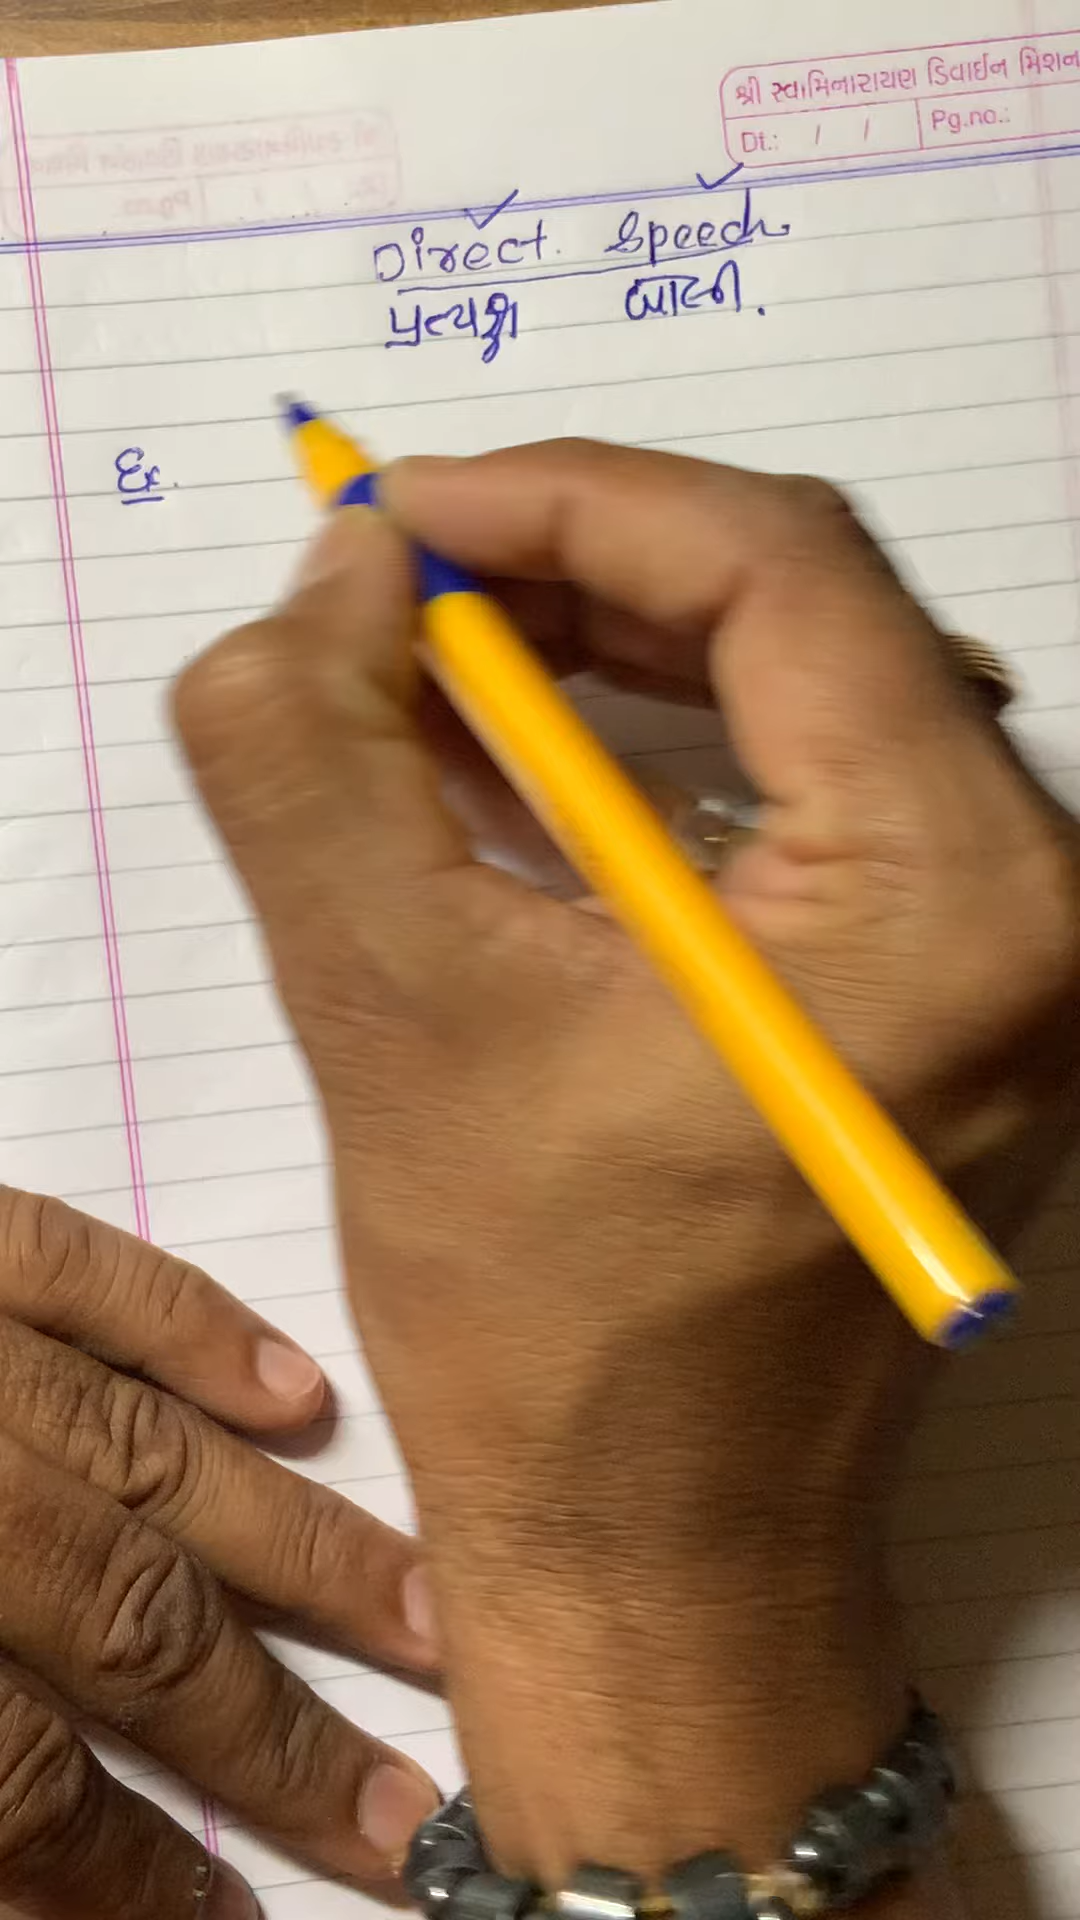 શ્રી સ્વામિનારાયણ ડિવાઈન મિશન
Dt.: / / Pg.no.:
Direct. Speech.
પ્રત્યક્ષ બોલી.
Ex.